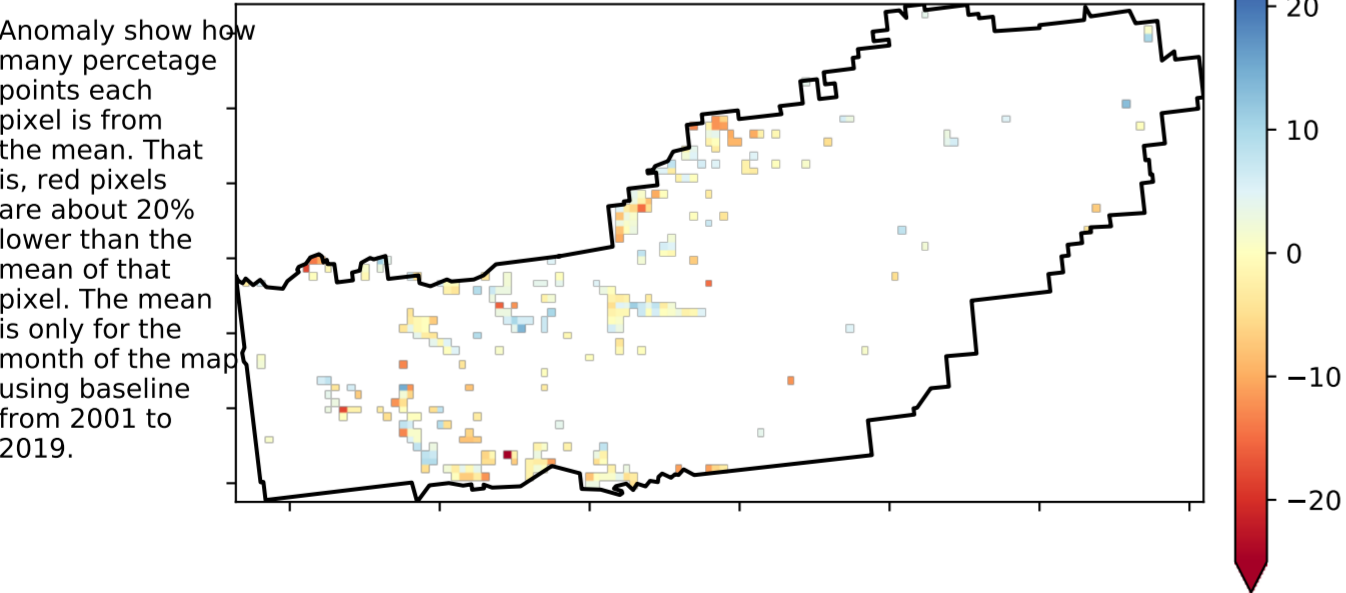 Anomaly show how
many percetage
points each
pixel is from
the mean. That
is, red pixels
are about 20%
lower than the
mean of that
pixel. The mean
is only for the
month of the map
using baseline
from 2001 to
2019.
20
10
0
−10
−20